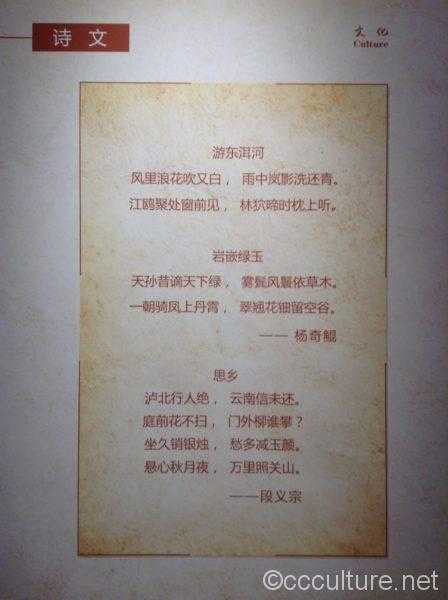 诗文
文化
Culture
游东洱河
风里浪花吹又白，雨中岚影洗还青。
江鸥聚处窗前见，林狖啼时枕上听。
岩嵌绿玉
天孙昔谪天下绿，雾鬓风鬟依草木。
一朝骑凤上丹霄，翠翘花钿留空谷。
—— 杨奇鲲
思乡
泸北行人绝，云南信未还。
庭前花不扫，门外柳谁攀？
坐久销银烛，愁多减玉颜。
悬心秋月夜，万里照关山。
——段义宗
©ccculture.net